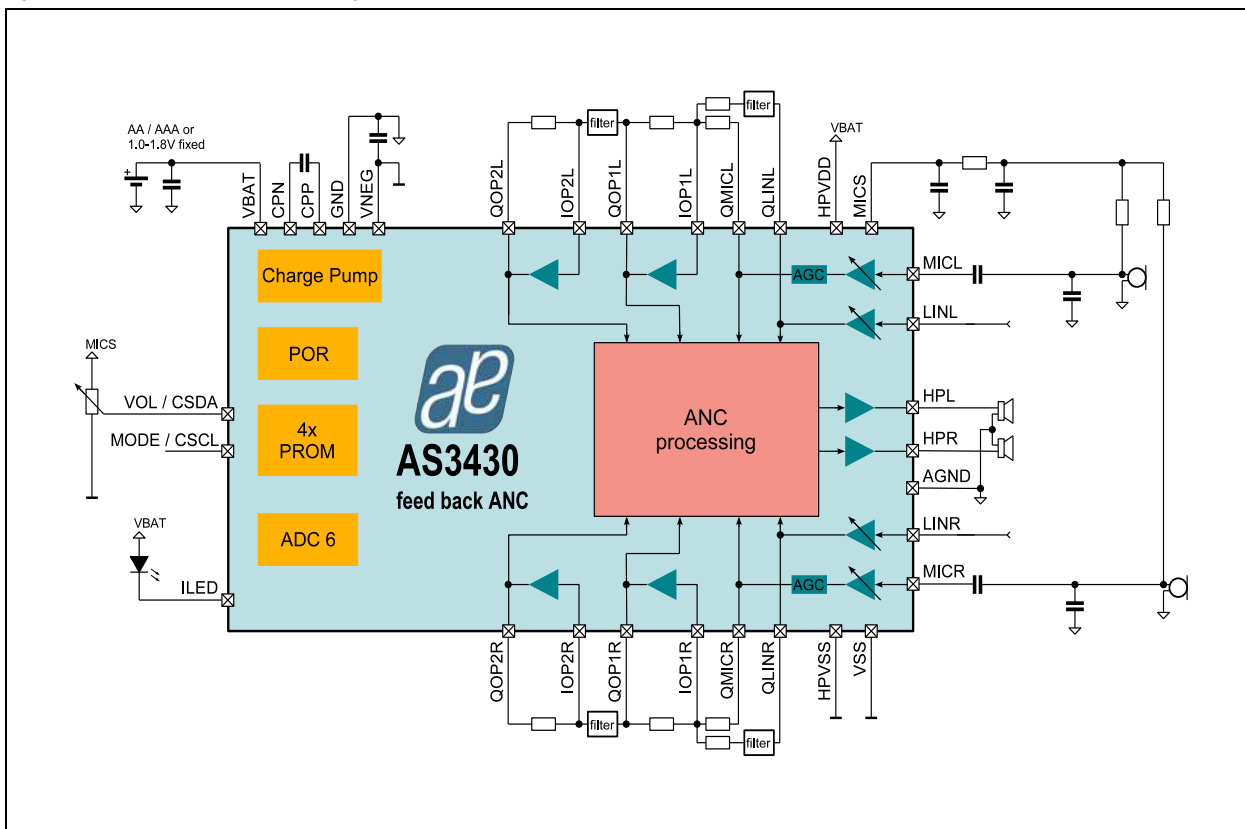 AA / AAA or
1.0-1.8V fixed
VBAT
CPN
CPP
GND
VNEG
QOP2L
IOP2L
QOP1L
IOP1L
QMICL
QLINL
HPVDD
MICS
filter
filter
VBAT
Charge Pump
POR
4x
PROM
ADC 6
MICS
VOL / CSDA
MODE / CSCL
VBAT
ILED
ae
AS3430
feed back ANC
ANC
processing
AGC
AGC
MICL
LINL
HPL
HPR
AGND
LINR
MICR
QOP2R
IOP2R
QOP1R
IOP1R
QMICR
QLINR
HPVSS
VSS
filter
filter